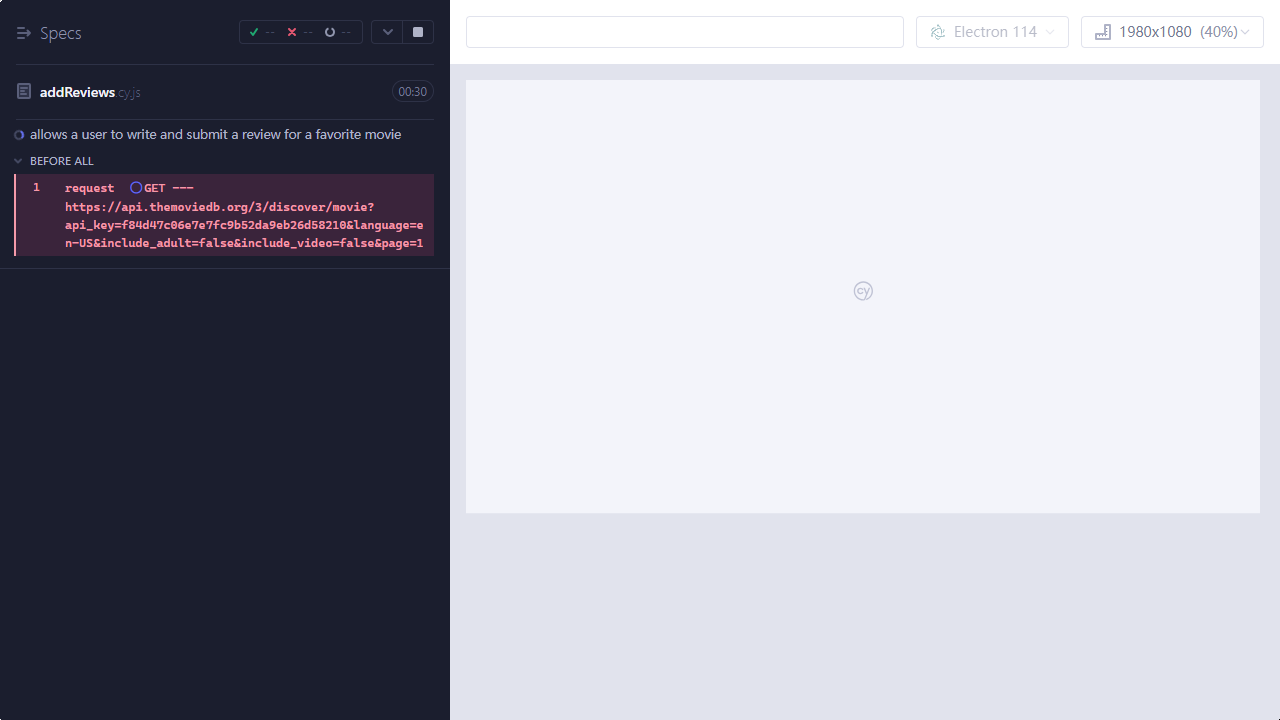 Specs
-- -- --
addReviews.cy.js 00:30
allows a user to write and submit a review for a favorite movie
BEFORE ALL
1 request GET ---
https://api.themoviedb.org/3/discover/movie?
api_key=f84d47c06e7e7fc9b52da9eb26d58210&language=e
n-US&include_adult=false&include_video=false&page=1
Electron 114
1980x1080 (40%)
cy